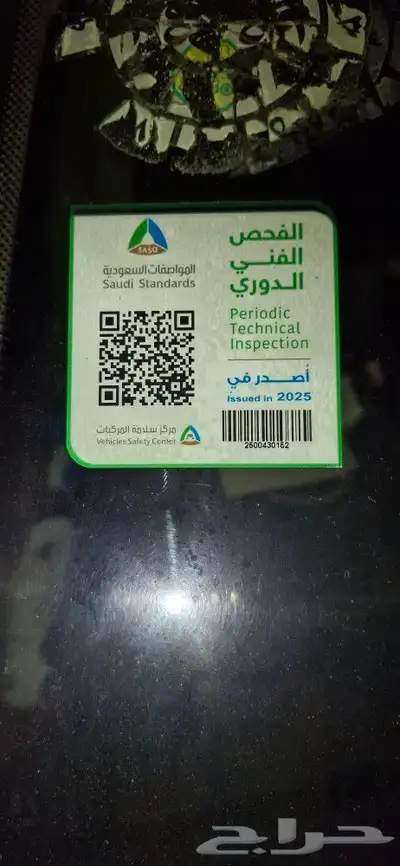 SASO
المواصفات السعودية
Saudi Standards
الفحص
الفني
الدوري
Periodic
Technical
Inspection
أصدر في
Issued in 2025
مركز سلامة المركبات
Vehicles Safety Center
2500430162
حراج